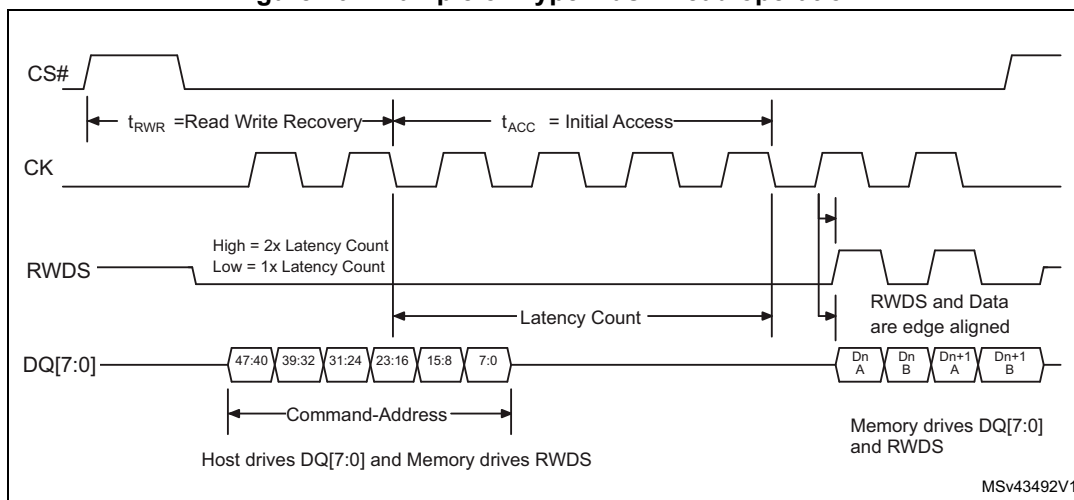 CS#
tRWR =Read Write Recovery
tACC = Initial Access
CK
High = 2x Latency Count
Low = 1x Latency Count
RWDS
RWDS and Data
are edge aligned
Latency Count
DQ[7:0]
47:40 39:32 31:24 23:16 15:8 7:0
Dn A
Dn B
Dn+1 A
Dn+1 B
Command-Address
Memory drives DQ[7:0]
and RWDS
Host drives DQ[7:0] and Memory drives RWDS
MSv43492V1